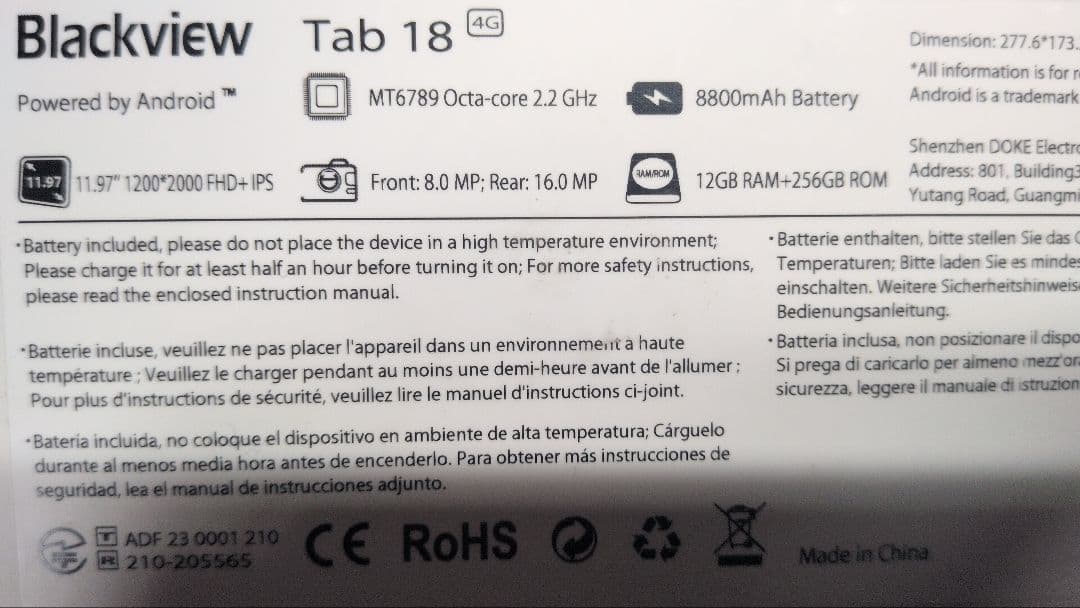 Blackview Tab 18 4G
Powered by Android™
MT6789 Octa-core 2.2 GHz
8800mAh Battery
11.97
11.97" 1200*2000 FHD+ IPS
Front: 8.0 MP; Rear: 16.0 MP
RAM/ROM
12GB RAM+256GB ROM
Dimension: 277.6*173.
*All information is for
Android is a trademark
Shenzhen DOKE Electro
Address: 801, Building3
Yutang Road, Guangmi
·Battery included, please do not place the device in a high temperature environment;
Please charge it for at least half an hour before turning it on; For more safety instructions,
please read the enclosed instruction manual.
·Batterie incluse, veuillez ne pas placer l'appareil dans un environnement a haute
température ; Veuillez le charger pendant au moins une demi-heure avant de l'allumer ;
Pour plus d'instructions de sécurité, veuillez lire le manuel d'instructions ci-joint.
·Batería incluida, no coloque el dispositivo en ambiente de alta temperatura; Cárguelo
durante al menos media hora antes de encenderlo. Para obtener más instrucciones de
seguridad, lea el manual de instrucciones adjunto.
·Batterie enthalten, bitte stellen Sie das
Temperaturen; Bitte laden Sie es mindes
einschalten. Weitere Sicherheitshinweise
Bedienungsanleitung.
·Batteria inclusa, non posizionare il dispo
Si prega di caricarlo per almeno mezz'ora
sicurezza, leggere il manuale di istruzion
T ADF 23 0001 210
R 210-205565
CE RoHS
Made in China